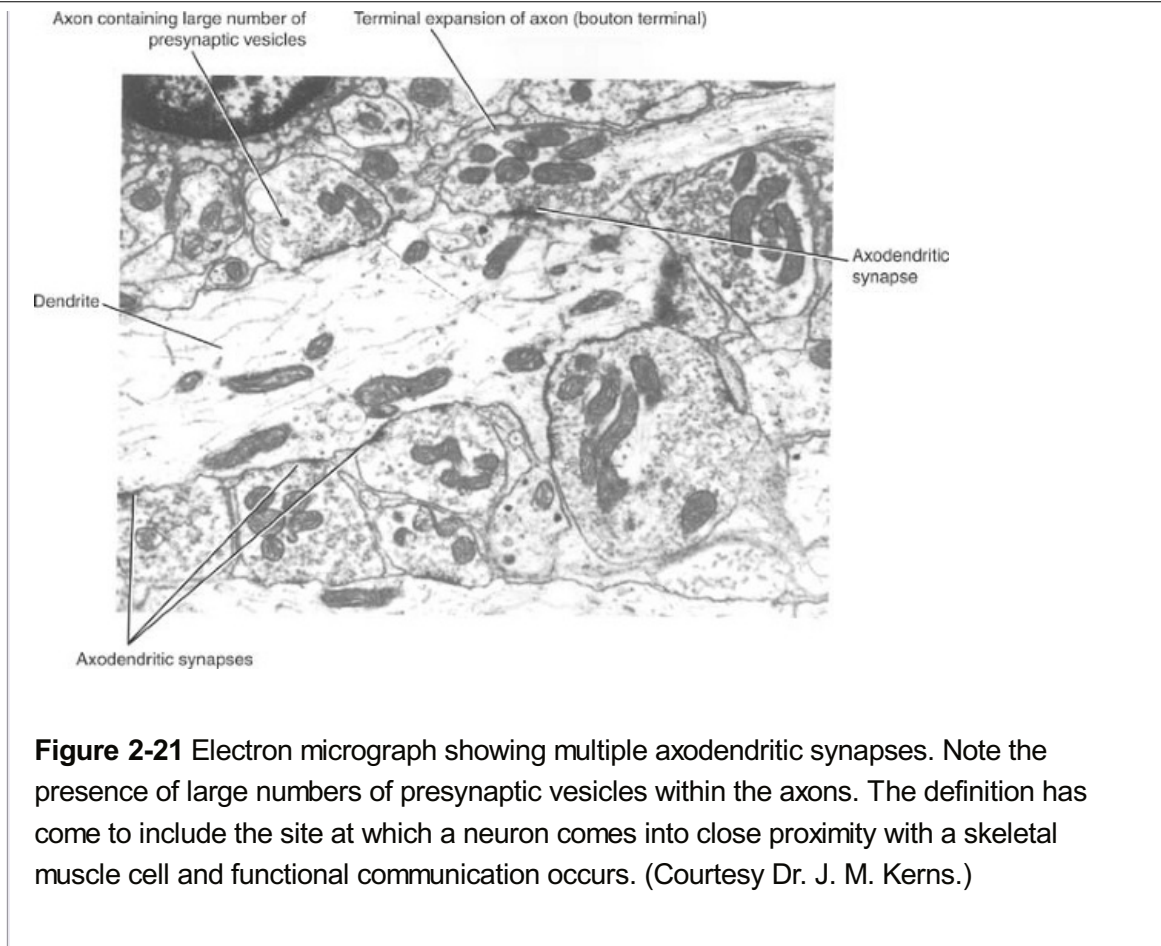 Axon containing large number of
presynaptic vesicles
Terminal expansion of axon (bouton terminal)
Axodendritic
synapse
Dendrite
Axodendritic synapses
Figure 2-21 Electron micrograph showing multiple axodendritic synapses. Note the
presence of large numbers of presynaptic vesicles within the axons. The definition has
come to include the site at which a neuron comes into close proximity with a skeletal
muscle cell and functional communication occurs. (Courtesy Dr. J. M. Kerns.)